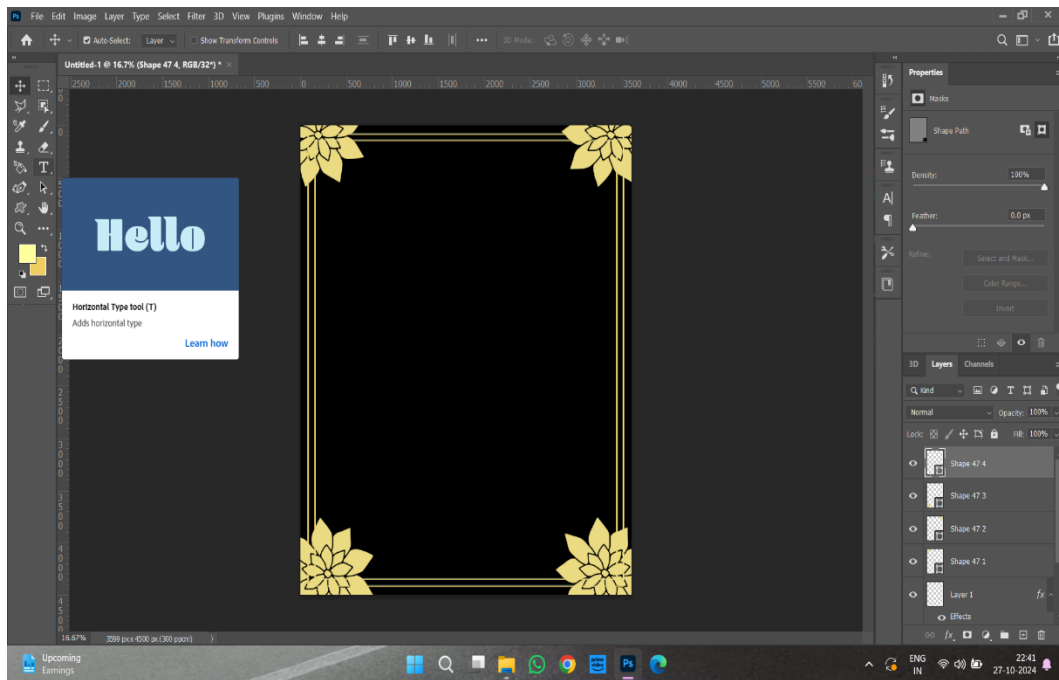 Ps File Edit Image Layer Type Select Filter 3D View Plugins Window Help
Auto-Select: Layer Show Transform Controls 3D Mode:
Untitled-1 @ 16.7% (Shape 47 4, RGB/32*) * ×
2500 2000 1500 1000 500 0 500 1000 1500 2000 2500 3000 3500 4000 4500 5000 5500 60
Hello
Horizontal Type tool (T)
Adds horizontal type
Learn how
Properties
Masks
Shape Path
Density: 100%
Feather: 0.0 px
Refine: Select and Mask...
Color Range...
Invert
3D Layers Channels
Kind
Normal Opacity: 100%
Lock: Fill: 100%
Shape 47 4
Shape 47 3
Shape 47 2
Shape 47 1
Layer 1 fx
Effects
16.67% 3599 px x 4500 px (300 ppcm)
Upcoming
Earnings
prime video
Ps
ENG
IN
22:41
27-10-2024